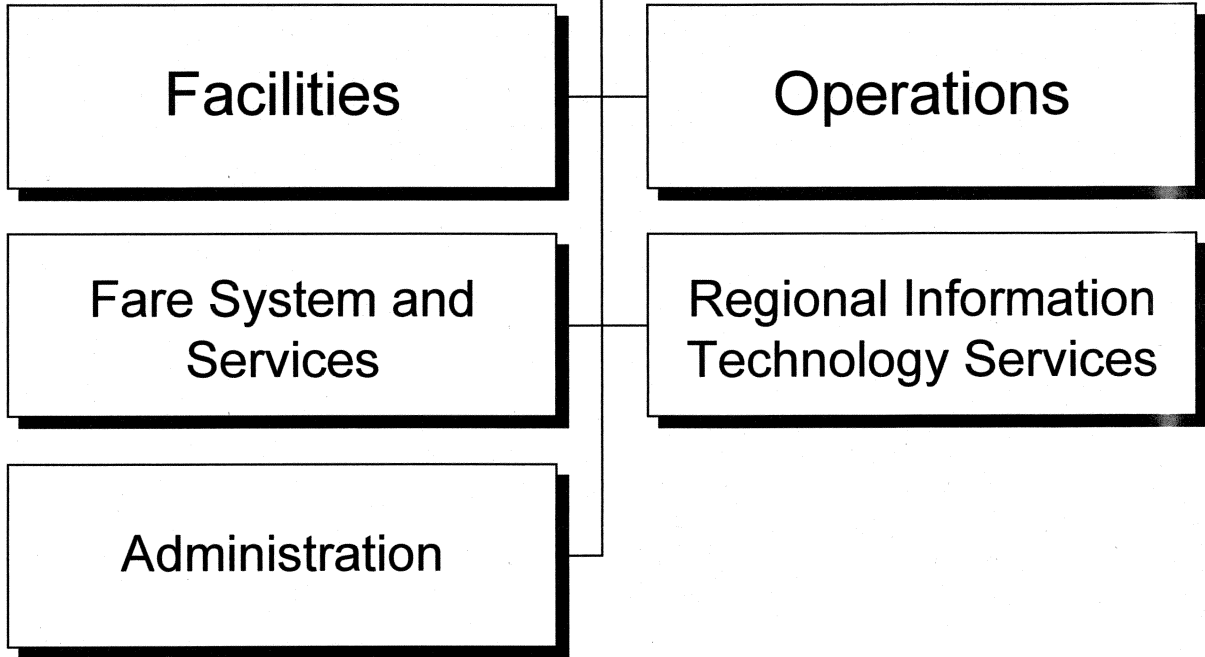 Facilities
Operations
Fare System and
Services
Regional Information
Technology Services
Administration